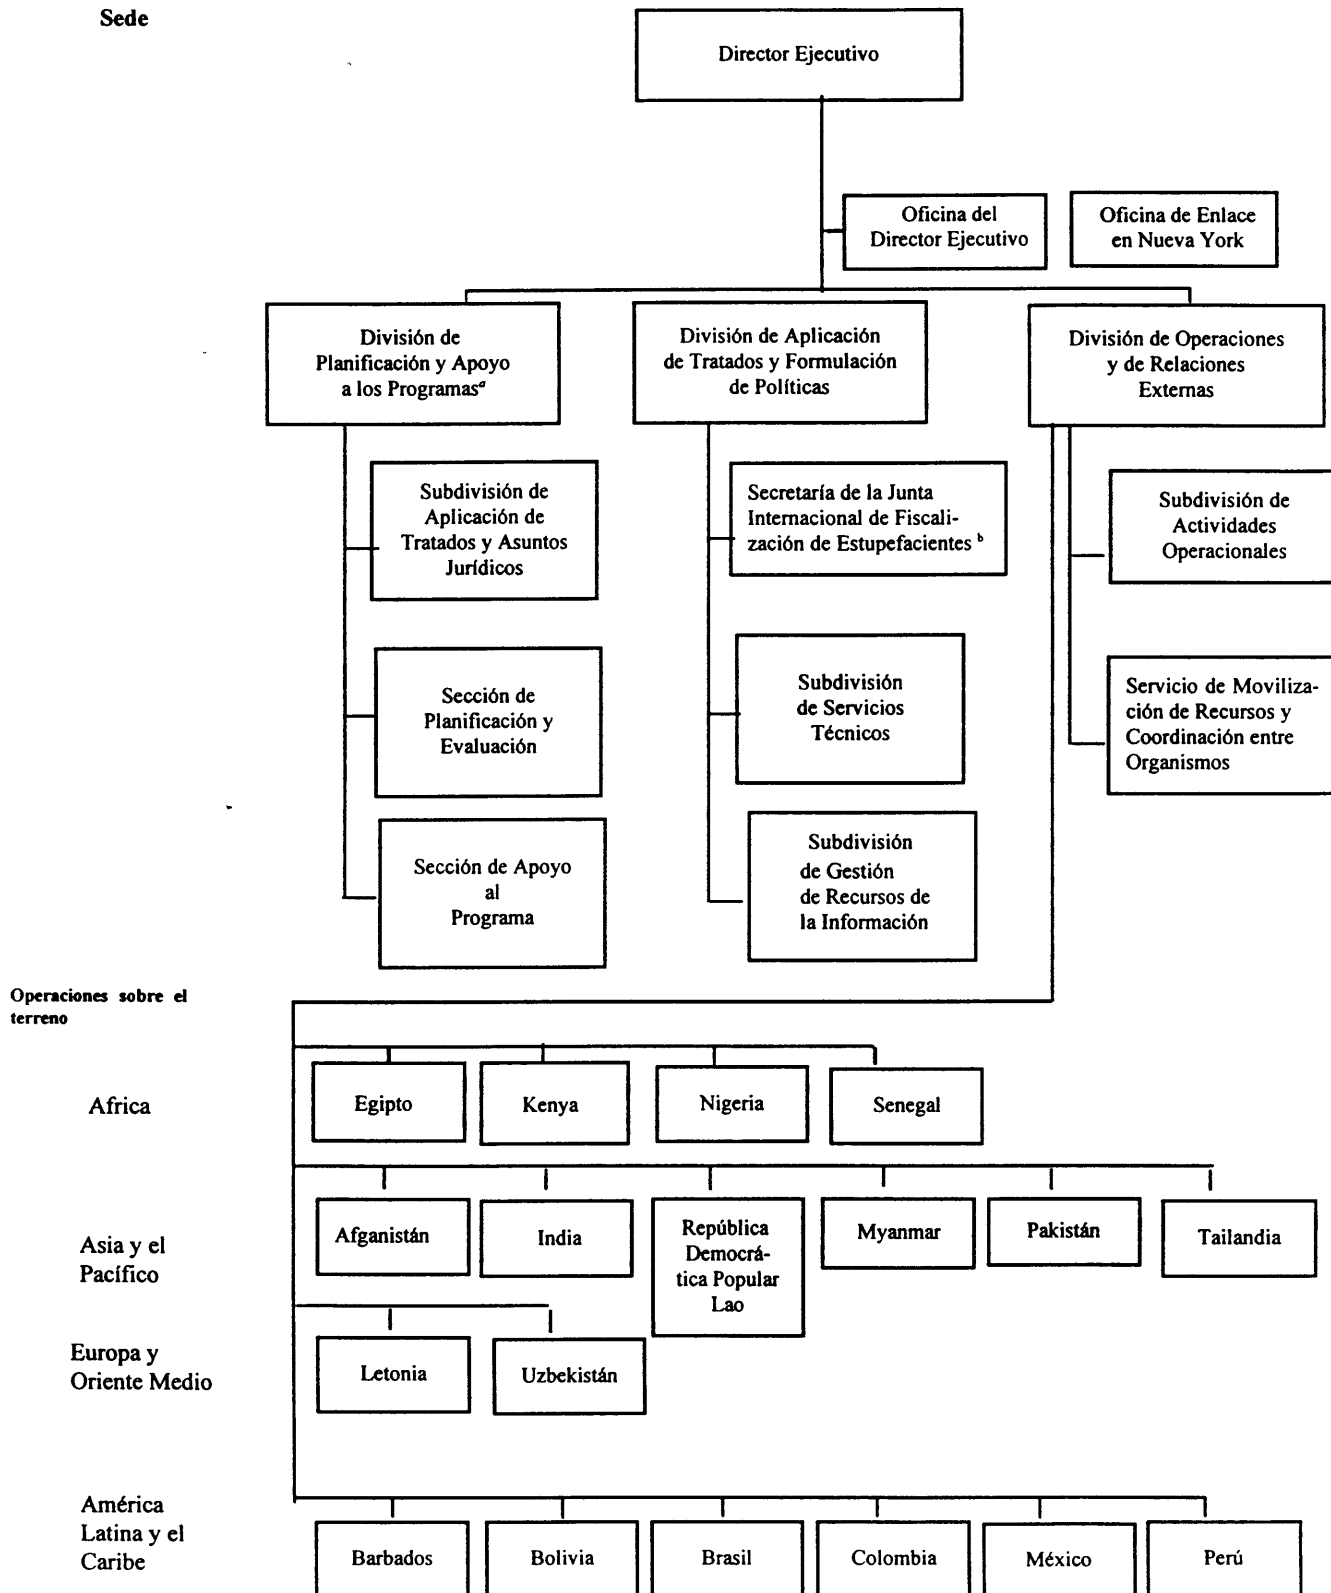 Sede
Director Ejecutivo
Oficina del
Director Ejecutivo
Oficina de Enlace
en Nueva York
División de
Planificación y Apoyo
a los Programasª
División de Aplicación
de Tratados y Formulación
de Políticas
División de Operaciones
y de Relaciones
Externas
Subdivisión de
Aplicación de
Tratados y Asuntos
Jurídicos
Secretaría de la Junta
Internacional de Fiscali-
zación de Estupefacientes ᵇ
Subdivisión de
Actividades
Operacionales
Sección de
Planificación y
Evaluación
Subdivisión
de Servicios
Técnicos
Servicio de Moviliza-
ción de Recursos y
Coordinación entre
Organismos
Sección de Apoyo
al
Programa
Subdivisión
de Gestión
de Recursos de
la Información
Operaciones sobre el
terreno
Africa
Egipto
Kenya
Nigeria
Senegal
Asia y el
Pacífico
Afganistán
India
República
Democrá-
tica Popular
Lao
Myanmar
Pakistán
Tailandia
Europa y
Oriente Medio
Letonia
Uzbekistán
América
Latina y el
Caribe
Barbados
Bolivia
Brasil
Colombia
México
Perú